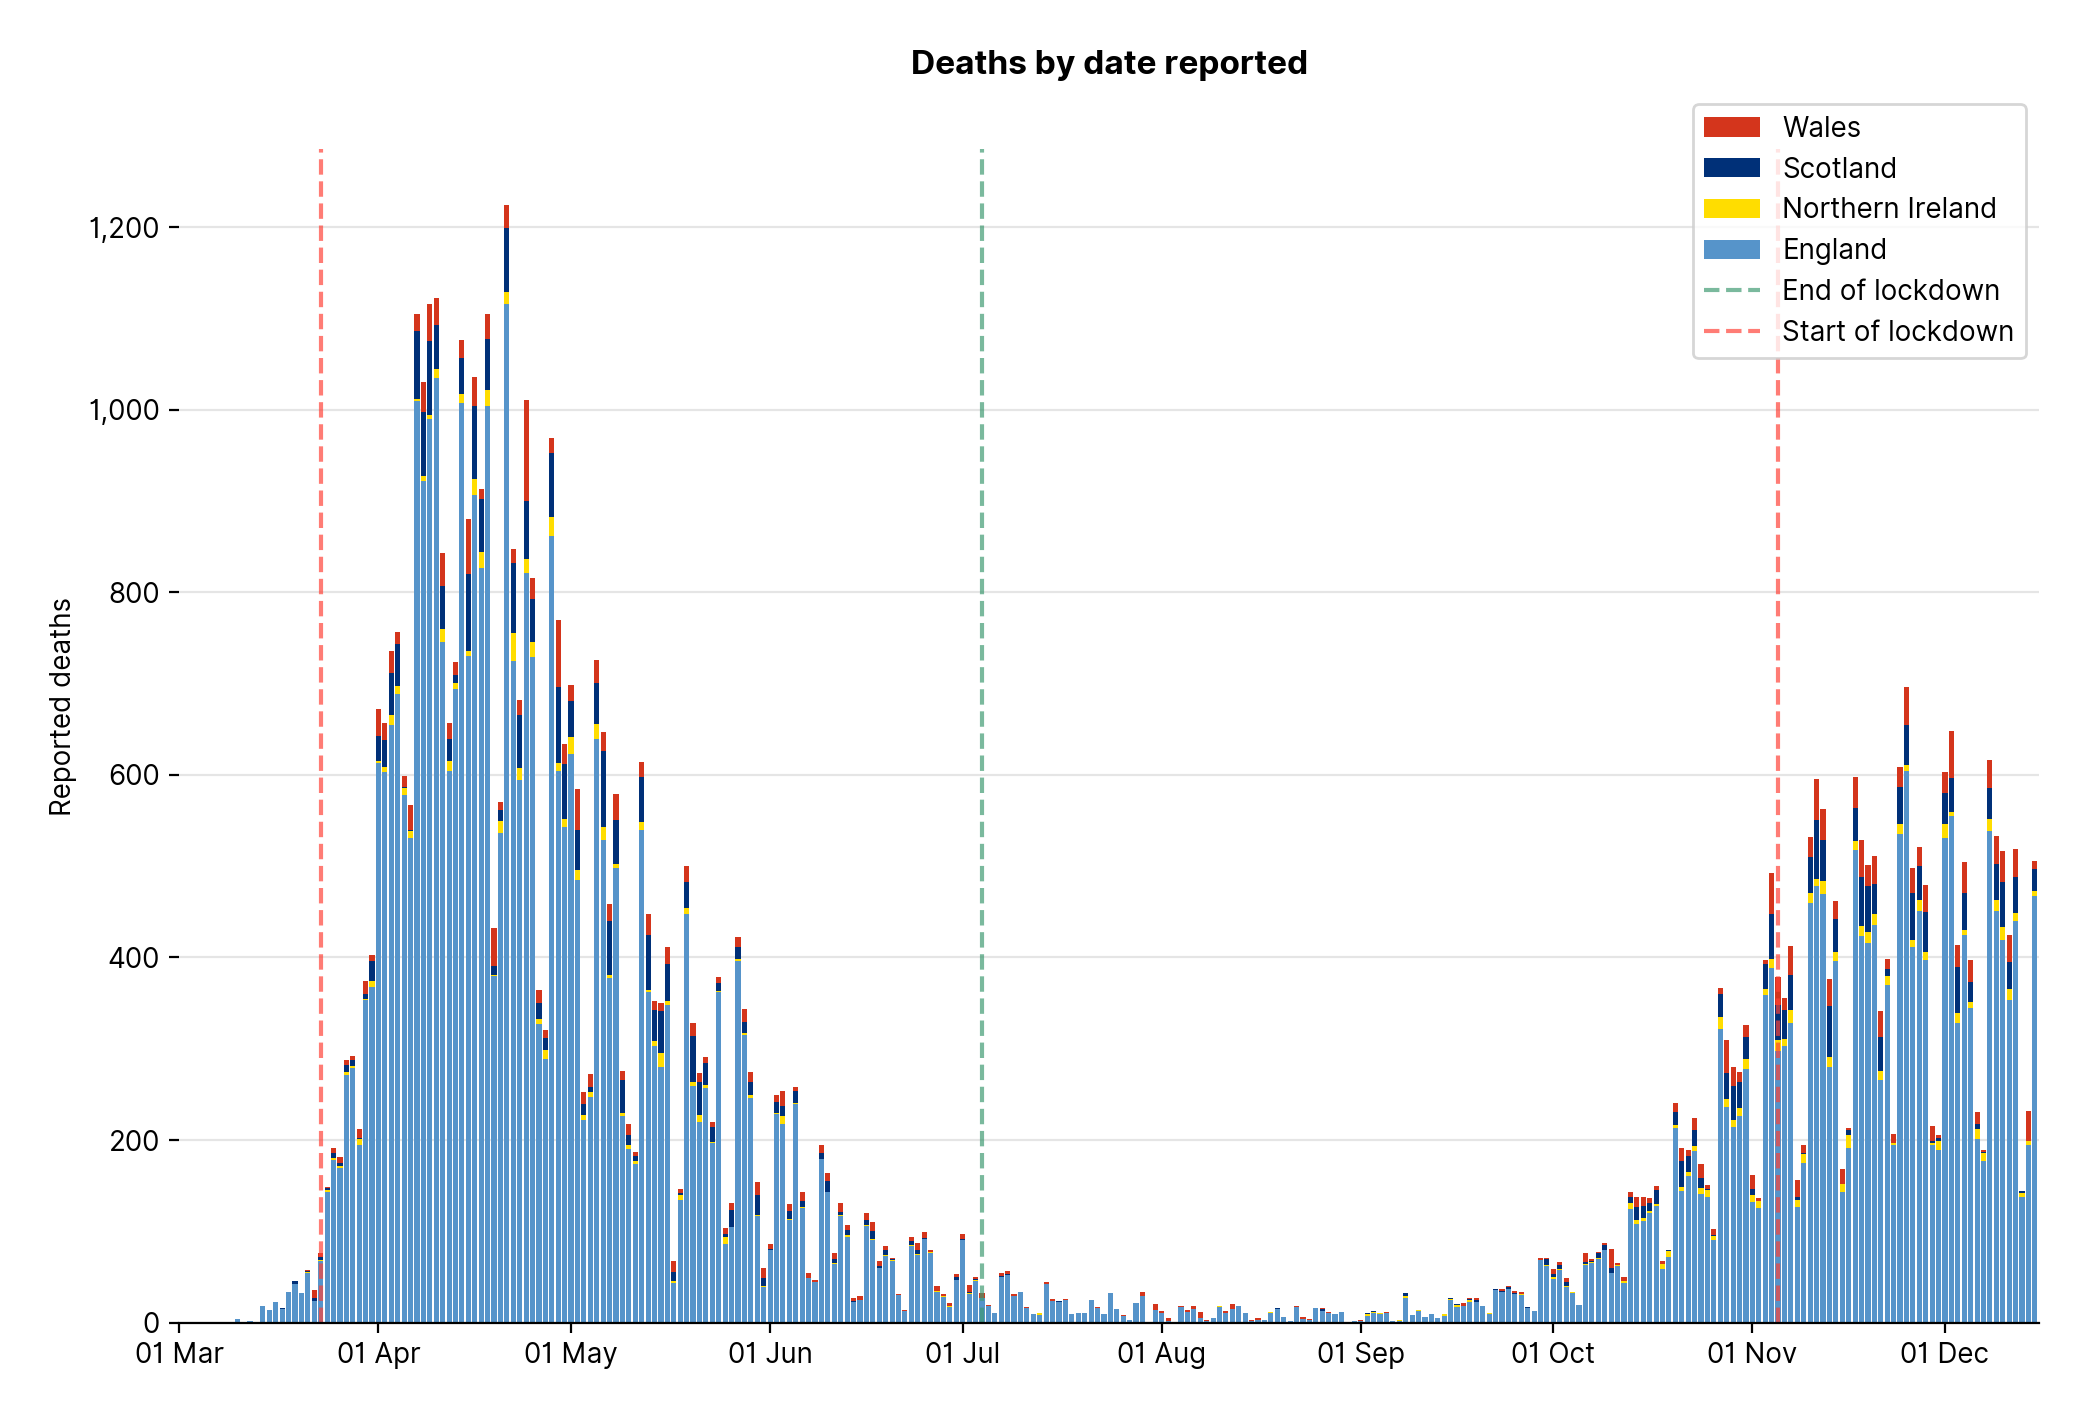 Deaths by date reported
Wales
Scotland
Northern Ireland
England
End of lockdown
Start of lockdown
1,200
1,000
800
600
400
200
0
Reported deaths
01 Mar
01 Apr
01 May
01 Jun
01 Jul
01 Aug
01 Sep
01 Oct
01 Nov
01 Dec